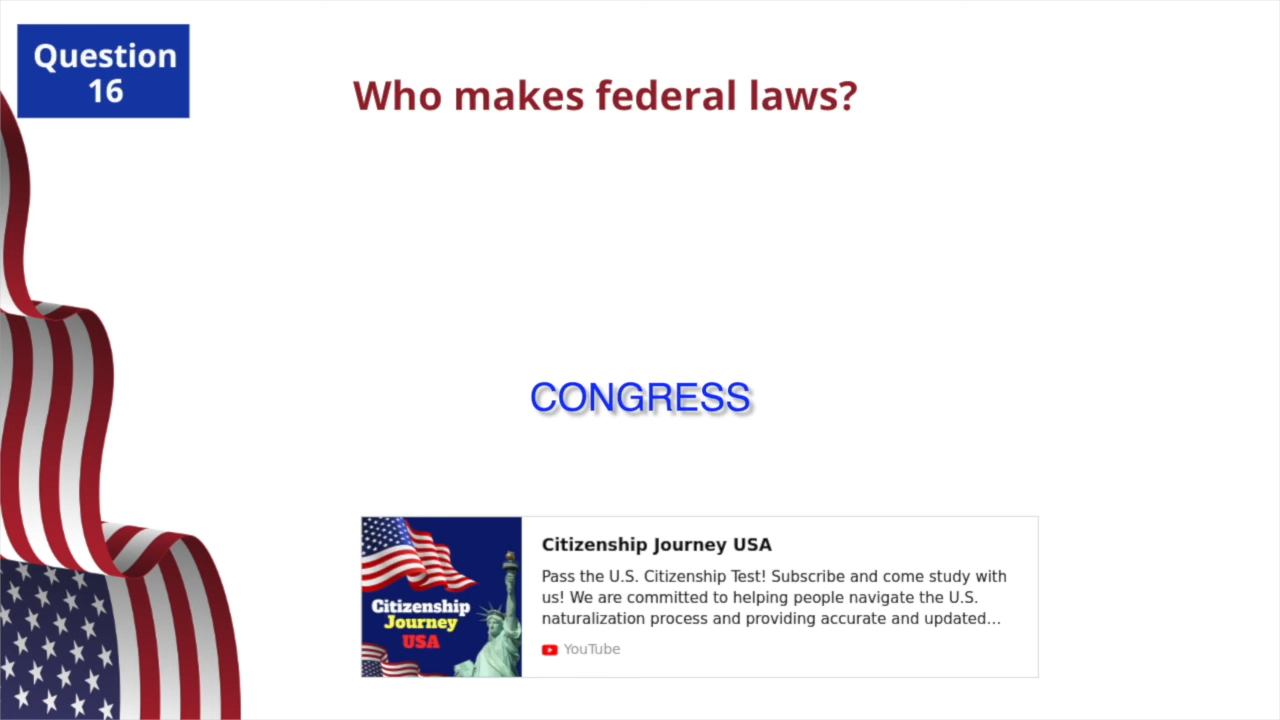 Question
16
Who makes federal laws?
CONGRESS
Citizenship
Journey
USA
Citizenship Journey USA
Pass the U.S. Citizenship Test! Subscribe and come study with
us! We are committed to helping people navigate the U.S.
naturalization process and providing accurate and updated...
YouTube